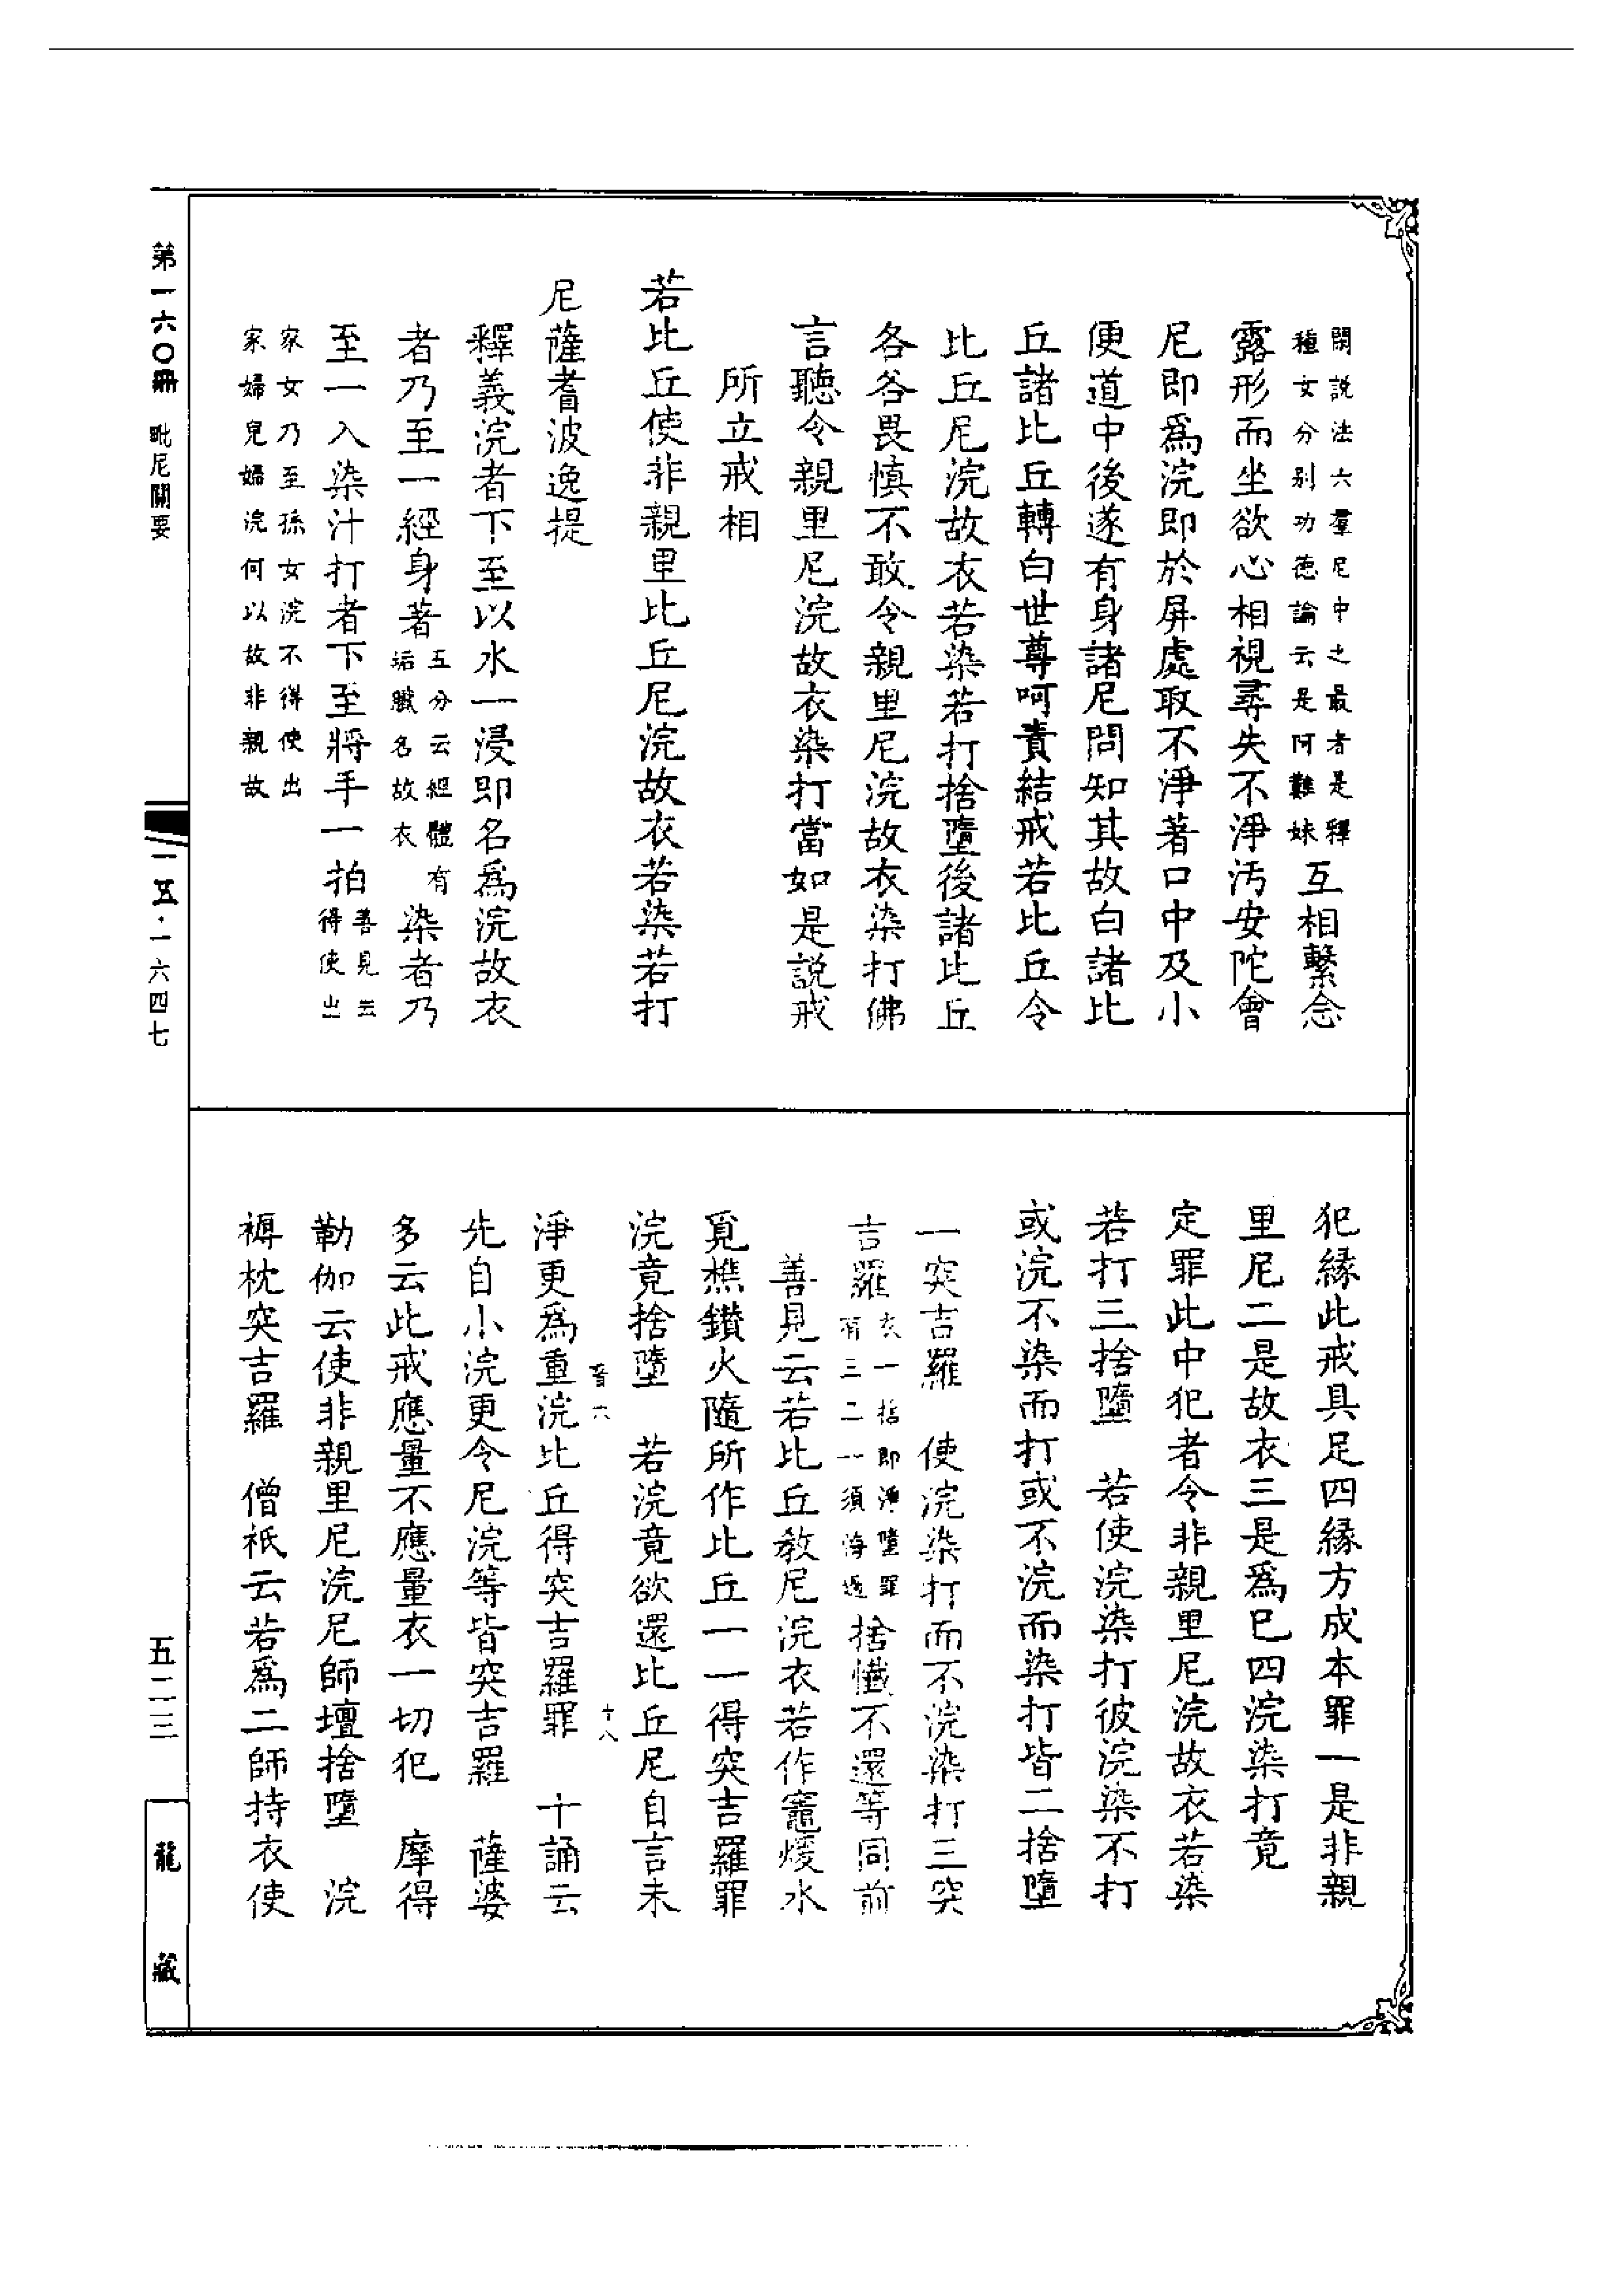 聞說法六羣尼中之最者是釋
種女分別功德論云是阿難妹互相繫念
露形而坐欲心相視尋失不淨汚安陀會
尼即爲浣即於屏處取不淨著口中及小
便道中後遂有身諸尼問知其故白諸比
丘諸比丘轉白世尊呵責結戒若比丘令
比丘尼浣故衣若染若打捨墮後諸比丘
各各畏慎不敢令親里尼浣故衣染打佛
言聽令親里尼浣故衣染打當如是說戒
所立戒相
若比丘使非親里比丘尼浣故衣若染若打
尼薩耆波逸提
釋義浣者下至以水一浸即名爲浣故衣
者乃至一經身著五分云經體有
垢膩名故衣染者乃
至一入染汁打者下至將手一拍善見云
得使出
家女乃至孫女浣不得使出
家婦兒婦浣何以故非親故
犯緣此戒具足四緣方成本罪一是非親
里尼二是故衣三是爲已四浣染打竟
定罪此中犯者令非親里尼浣故衣若染
若打三捨墮 若使浣染打彼浣染不打
或浣不染而打或不浣而染打皆二捨墮
一突吉羅 使浣染打而不浣染打三突
吉羅衣一捨即淨墮罪
有三二一須悔過捨懺不還等同前
善見云若比丘教尼浣衣若作竈煖水
覓樵鑽火隨所作比丘一一得突吉羅罪
浣竟捨墮 若浣竟欲還比丘尼自言未
淨更爲重浣比丘得突吉羅罪 十誦云
先自小浣更令尼浣等皆突吉羅 薩婆
多云此戒應量不應量衣一切犯 摩得
勒伽云使非親里尼浣尼師壇捨墮 浣
褥枕突吉羅 僧祇云若爲二師持衣使
第一六〇冊 毗尼關要
一五·一六四七
五二三
龍藏